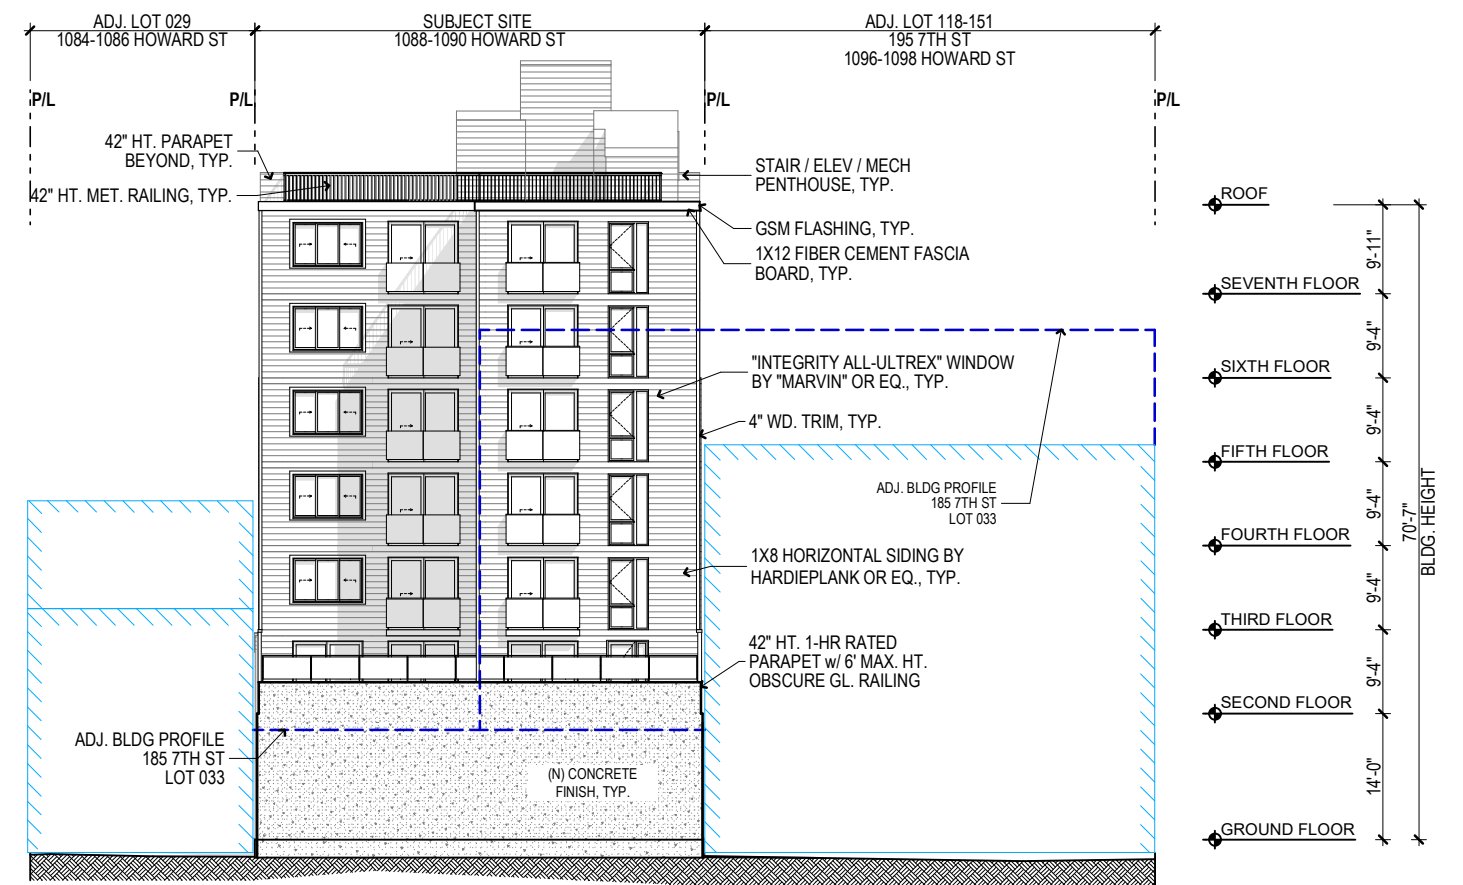 ADJ. LOT 029
1084-1086 HOWARD ST
SUBJECT SITE
1088-1090 HOWARD ST
ADJ. LOT 118-151
195 7TH ST
1096-1098 HOWARD ST
P/L
P/L
P/L
P/L
42" HT. PARAPET
BEYOND, TYP.
42" HT. MET. RAILING, TYP.
STAIR / ELEV / MECH
PENTHOUSE, TYP.
GSM FLASHING, TYP.
1X12 FIBER CEMENT FASCIA
BOARD, TYP.
"INTEGRITY ALL-ULTREX" WINDOW
BY "MARVIN" OR EQ., TYP.
4" WD. TRIM, TYP.
ADJ. BLDG PROFILE
185 7TH ST
LOT 033
1X8 HORIZONTAL SIDING BY
HARDIEPLANK OR EQ., TYP.
42" HT. 1-HR RATED
PARAPET w/ 6' MAX. HT.
OBSCURE GL. RAILING
ADJ. BLDG PROFILE
185 7TH ST
LOT 033
(N) CONCRETE
FINISH, TYP.
ROOF
SEVENTH FLOOR
SIXTH FLOOR
FIFTH FLOOR
FOURTH FLOOR
THIRD FLOOR
SECOND FLOOR
GROUND FLOOR
9'-11"
9'-4"
9'-4"
9'-4"
9'-4"
9'-4"
14'-0"
70'-7"
BLDG. HEIGHT